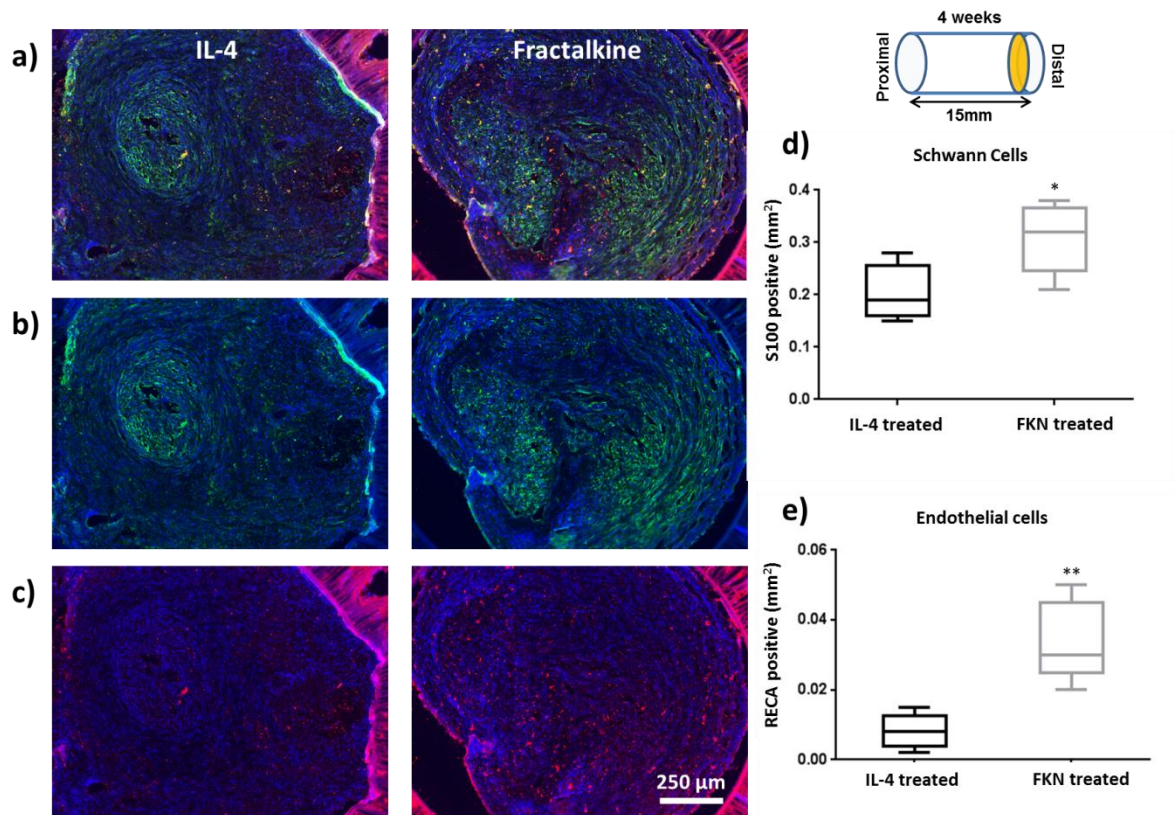 a)
IL-4
Fractalkine
b)
c)
250 µm
4 weeks
Proximal
Distal
15mm
d)
Schwann Cells
S100 positive (mm²)
0.4
0.3
0.2
0.1
0.0
*
IL-4 treated
FKN treated
e)
Endothelial cells
RECA positive (mm²)
0.06
0.04
0.02
0.00
**
IL-4 treated
FKN treated